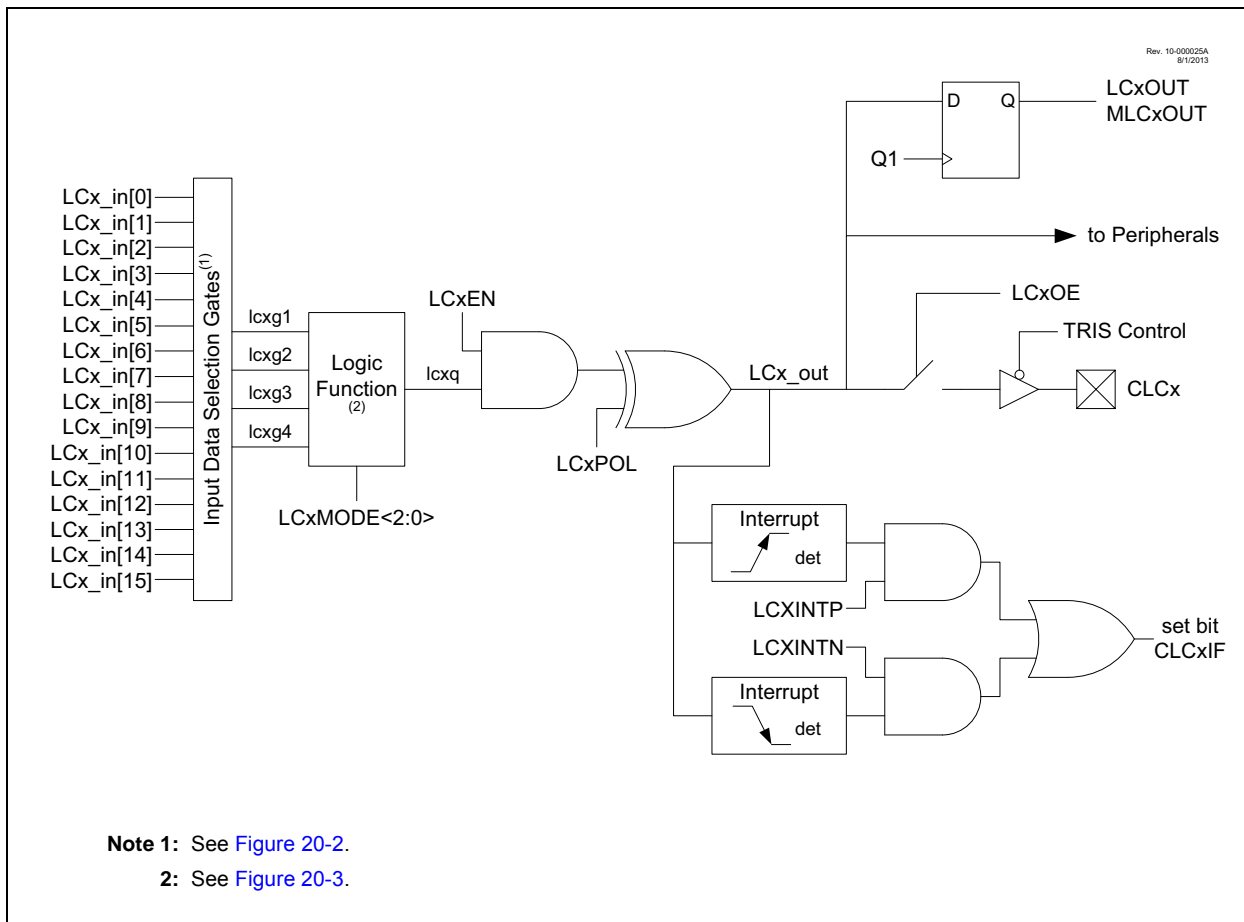 Rev. 10-000025A
8/1/2013
LCxOUT
MLCxOUT
D
Q
Q1
to Peripherals
LCx_in[0]
LCx_in[1]
LCx_in[2]
LCx_in[3]
LCx_in[4]
LCx_in[5]
LCx_in[6]
LCx_in[7]
LCx_in[8]
LCx_in[9]
LCx_in[10]
LCx_in[11]
LCx_in[12]
LCx_in[13]
LCx_in[14]
LCx_in[15]
Input Data Selection Gates(1)
lcxg1
lcxg2
lcxg3
lcxg4
Logic
Function
(2)
LCxMODE<2:0>
lcxq
LCxEN
LCxPOL
LCx_out
LCxOE
TRIS Control
CLCx
Interrupt
det
LCXINTP
LCXINTN
Interrupt
det
set bit
CLCxIF
Note 1: See Figure 20-2.
2: See Figure 20-3.